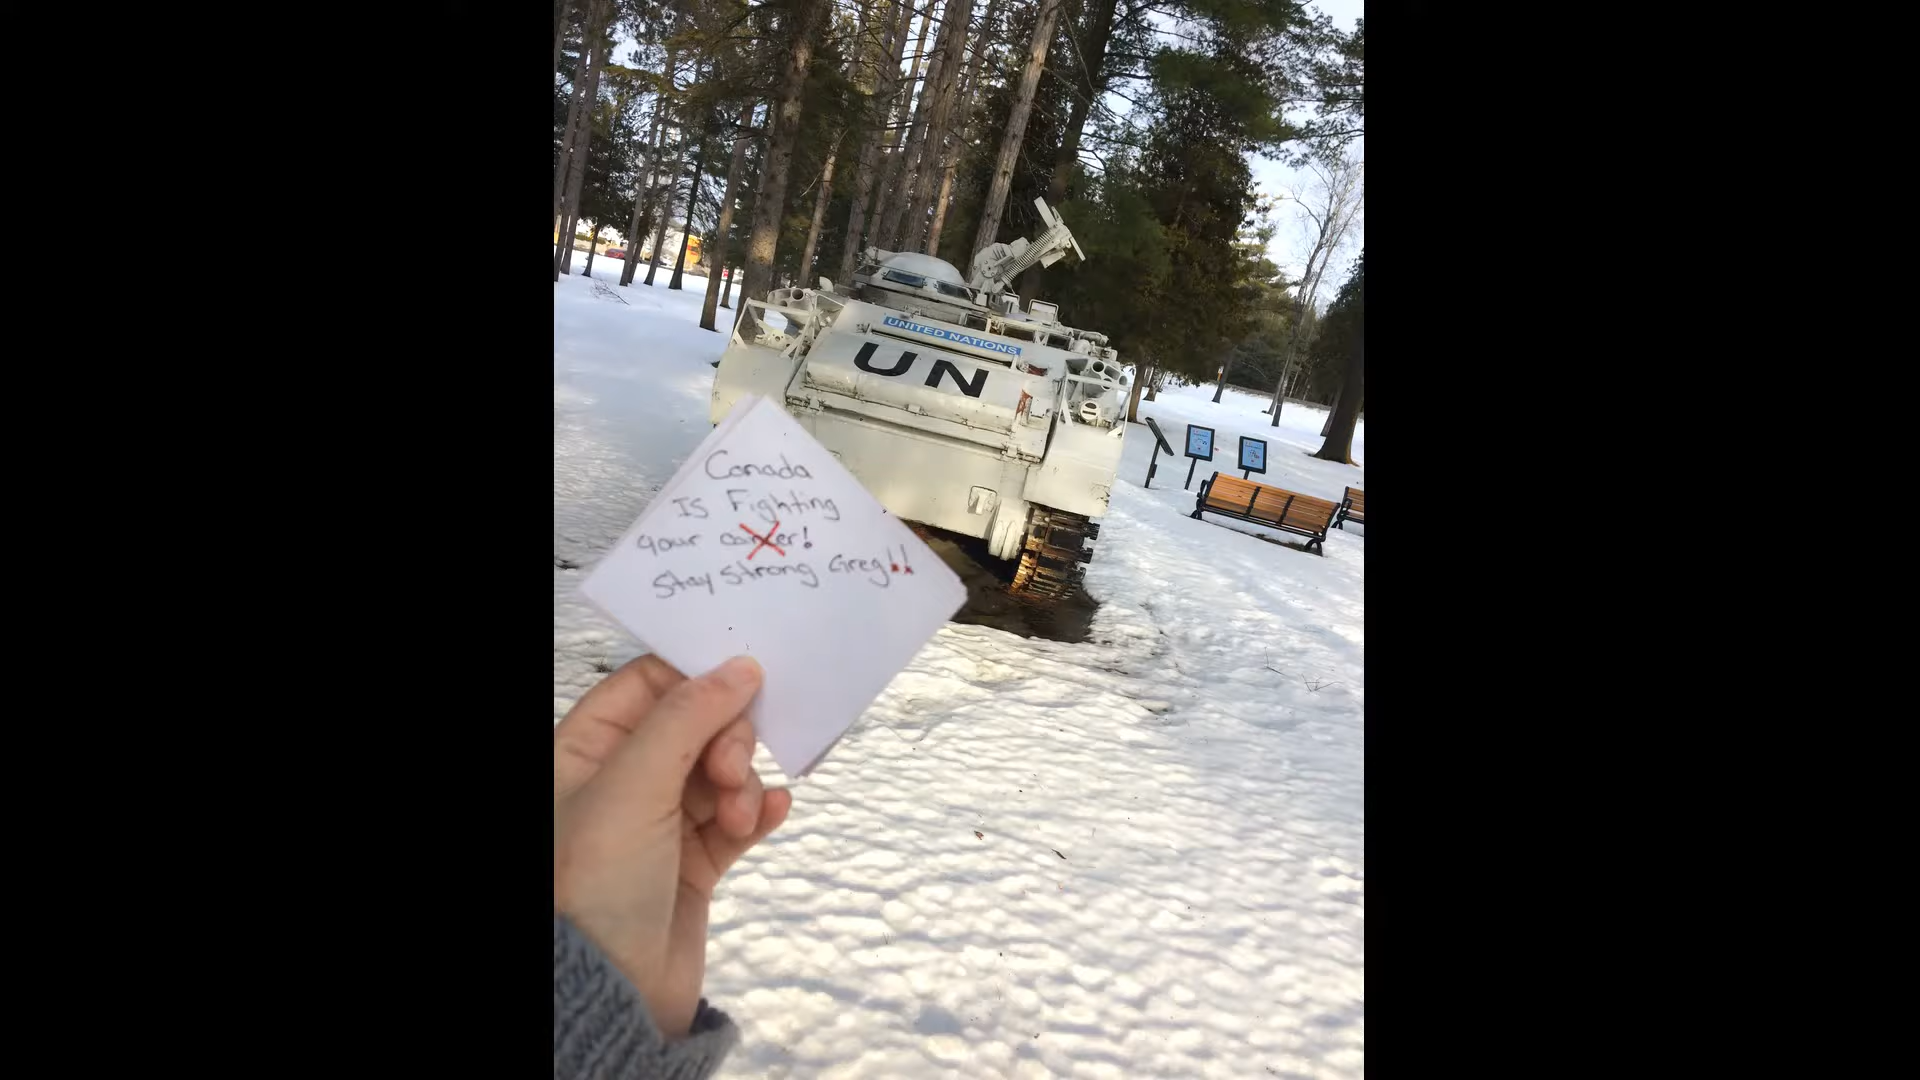 UNITED NATIONS
UN
Canada
Is Fighting
your cancer!
Stay Strong Greg!!